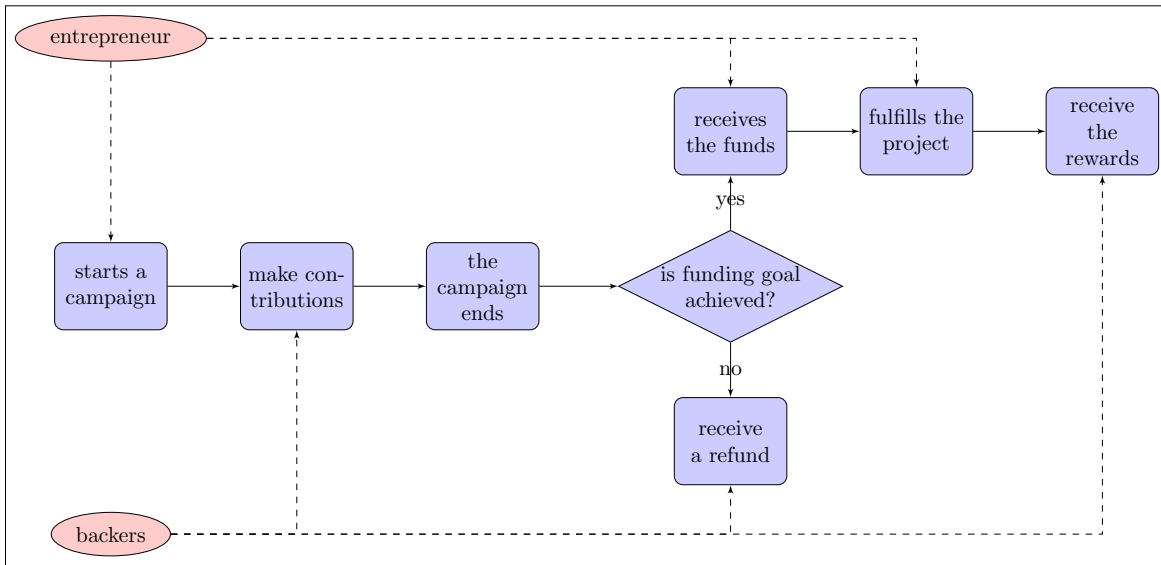 entrepreneur
receives
the funds
fulfills the
project
receive
the
rewards
yes
starts a
campaign
make con-
tributions
the
campaign
ends
is funding goal
achieved?
no
receive
a refund
backers